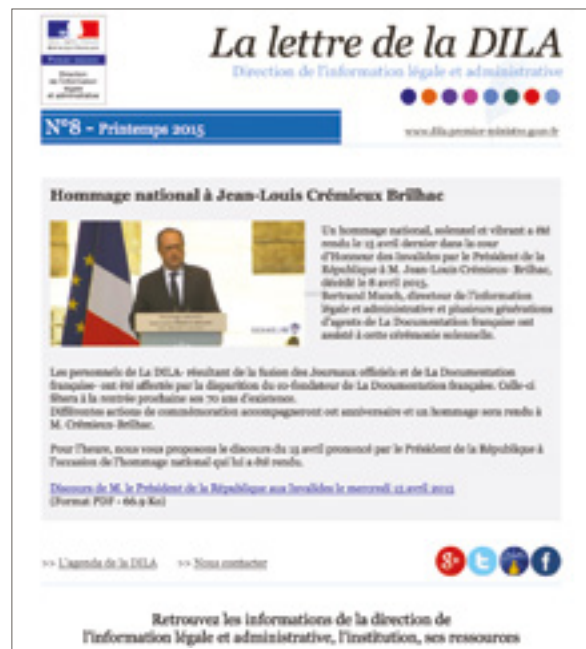 La lettre de la DILA
Direction de l'information légale et administrative
Direction
de l'information
légale
et administrative
N°8 - Printemps 2015
www.dila.premier-ministre.gouv.fr
Hommage national à Jean-Louis Crémieux Brilhac
Un hommage national, solennel et vibrant a été
rendu le 15 avril dernier dans la cour
d'Honneur des Invalides par le Président de la
République à M. Jean-Louis Crémieux- Brilhac,
décédé le 8 avril 2015.
Bertrand Munch, directeur de l'information
légale et administrative et plusieurs générations
d'agents de La Documentation française ont
assisté à cette cérémonie solennelle.
Les personnels de La DILA- résultant de la fusion des Journaux officiels et de La Documentation
française- ont été affectés par la disparition du co-fondateur de La Documentation française. Celle-ci
fêtera à la rentrée prochaine ses 70 ans d'existence.
Différentes actions de commémoration accompagneront cet anniversaire et un hommage sera rendu à
M. Crémieux-Brilhac.
Pour l'heure, nous vous proposons le discours du 15 avril prononcé par le Président de la République à
l'occasion de l'hommage national qui lui a été rendu.
Discours de M. le Président de la République aux Invalides le mercredi 15 avril 2015
(Format PDF - 66.9 Ko)
>> L'agenda de la DILA >> Nous contacter
Retrouvez les informations de la direction de
l'information légale et administrative, l'institution, ses ressources